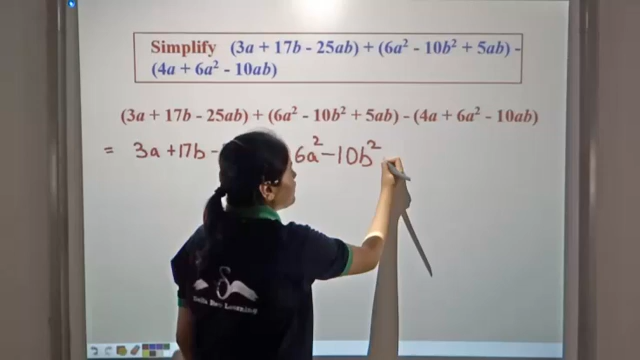 Simplify (3a + 17b - 25ab) + (6a² - 10b² + 5ab) -
(4a + 6a² - 10ab)
(3a + 17b - 25ab) + (6a² - 10b² + 5ab) - (4a + 6a² - 10ab)
= 3a + 17b - 6a² - 10b²
Learning